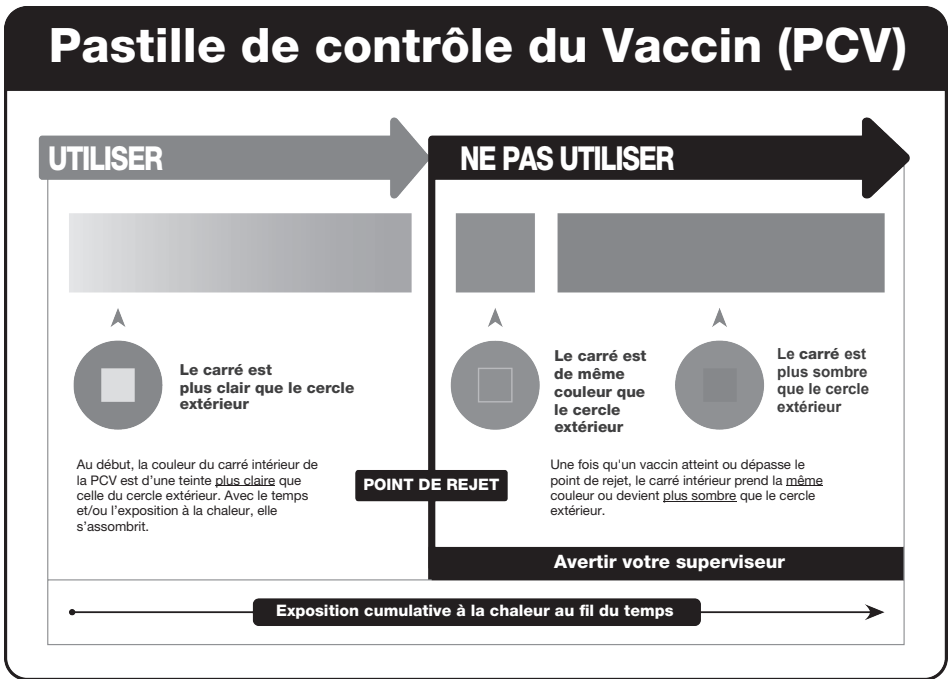 Pastille de contrôle du Vaccin (PCV)
UTILISER
NE PAS UTILISER
Le carré est
plus clair que le cercle
extérieur
Le carré est
de même
couleur que
le cercle
extérieur
Le carré est
plus sombre
que le cercle
extérieur
Au début, la couleur du carré intérieur de
la PCV est d’une teinte plus claire que
celle du cercle extérieur. Avec le temps
et/ou l’exposition à la chaleur, elle
s’assombrit.
POINT DE REJET
Une fois qu'un vaccin atteint ou dépasse le
point de rejet, le carré intérieur prend la même
couleur ou devient plus sombre que le cercle
extérieur.
Avertir votre superviseur
Exposition cumulative à la chaleur au fil du temps